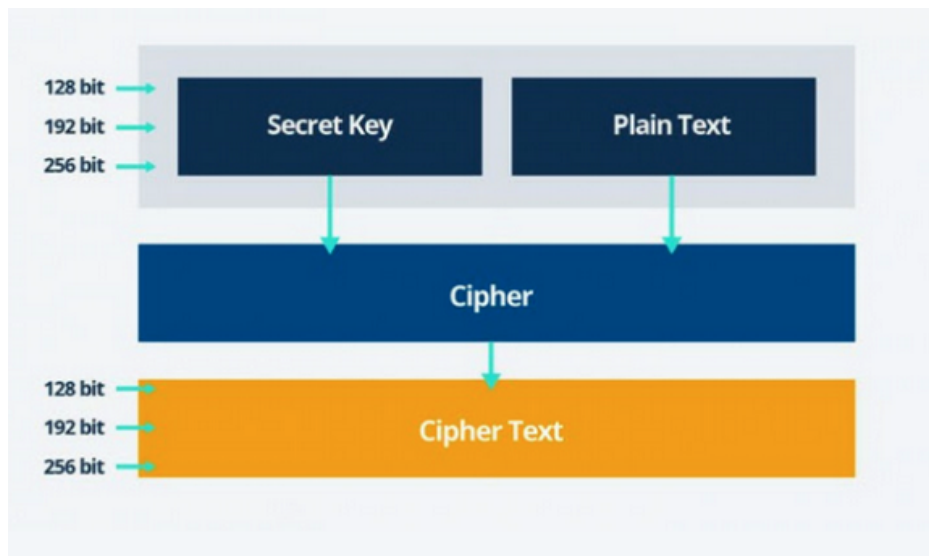 128 bit
192 bit
256 bit
Secret Key
Plain Text
Cipher
128 bit
192 bit
256 bit
Cipher Text